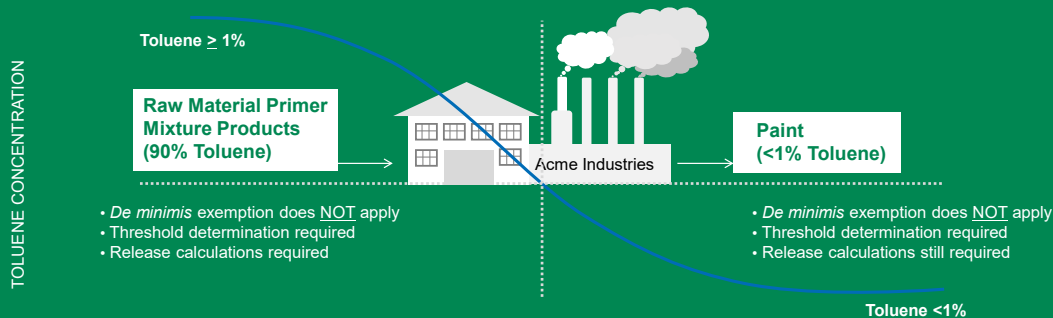 TOLUENE CONCENTRATION
Toluene ≥ 1%
Raw Material Primer
Mixture Products
(90% Toluene)
Acme Industries
Paint
(<1% Toluene)
• De minimis exemption does NOT apply
• Threshold determination required
• Release calculations required
• De minimis exemption does NOT apply
• Threshold determination required
• Release calculations still required
Toluene <1%